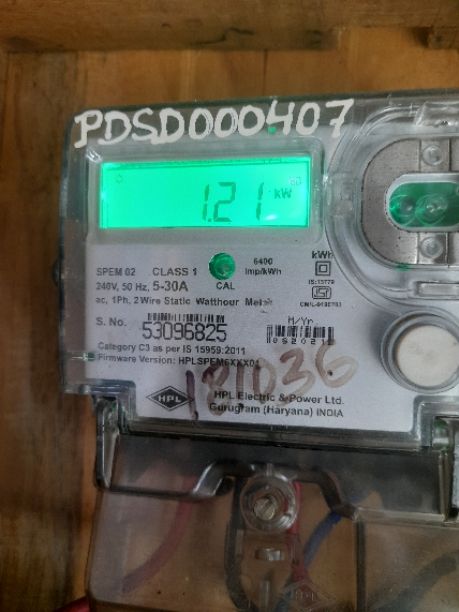 PDSD000407
1.21 kW
SPEM 02 CLASS 1
6400 imp/kWh
kWh
240V, 50 Hz, 5-30A
CAL
IS:13779
ac, 1Ph, 2Wire Static Watthour Meter
S. No. 53096825
M/Yr
Category C3 as per IS 15959:2011
Firmware Version: HPLSPEM6XXX01
181036
HPL
HPL Electric & Power Ltd.
Gurugram (Haryana) INDIA